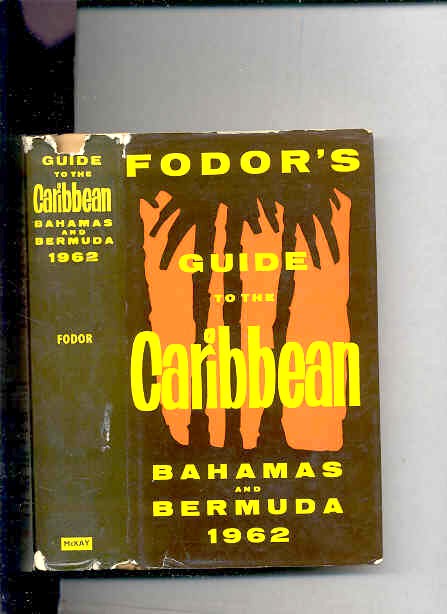 GUIDE
TO THE
Caribbean
BAHAMAS
AND
BERMUDA
1962
FODOR
McKAY
FODOR'S
GUIDE
TO THE
Caribbean
BAHAMAS
AND
BERMUDA
1962